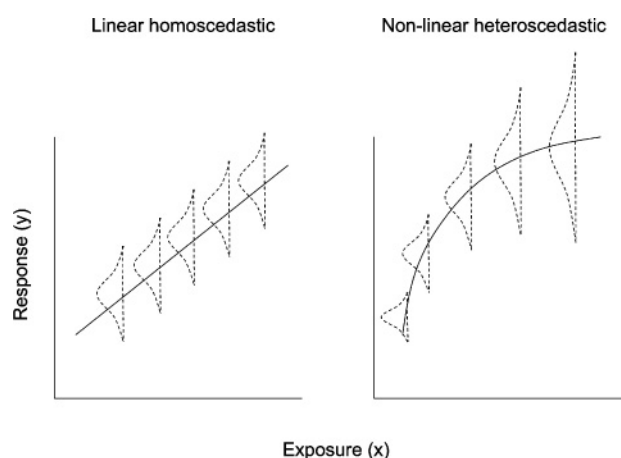 Linear homoscedastic
Non-linear heteroscedastic
Response (y)
Exposure (x)